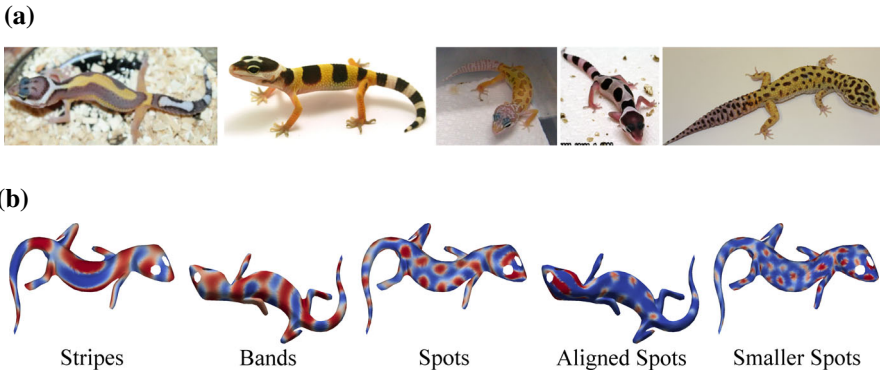 (a)
(b)
Stripes
Bands
Spots
Aligned Spots
Smaller Spots